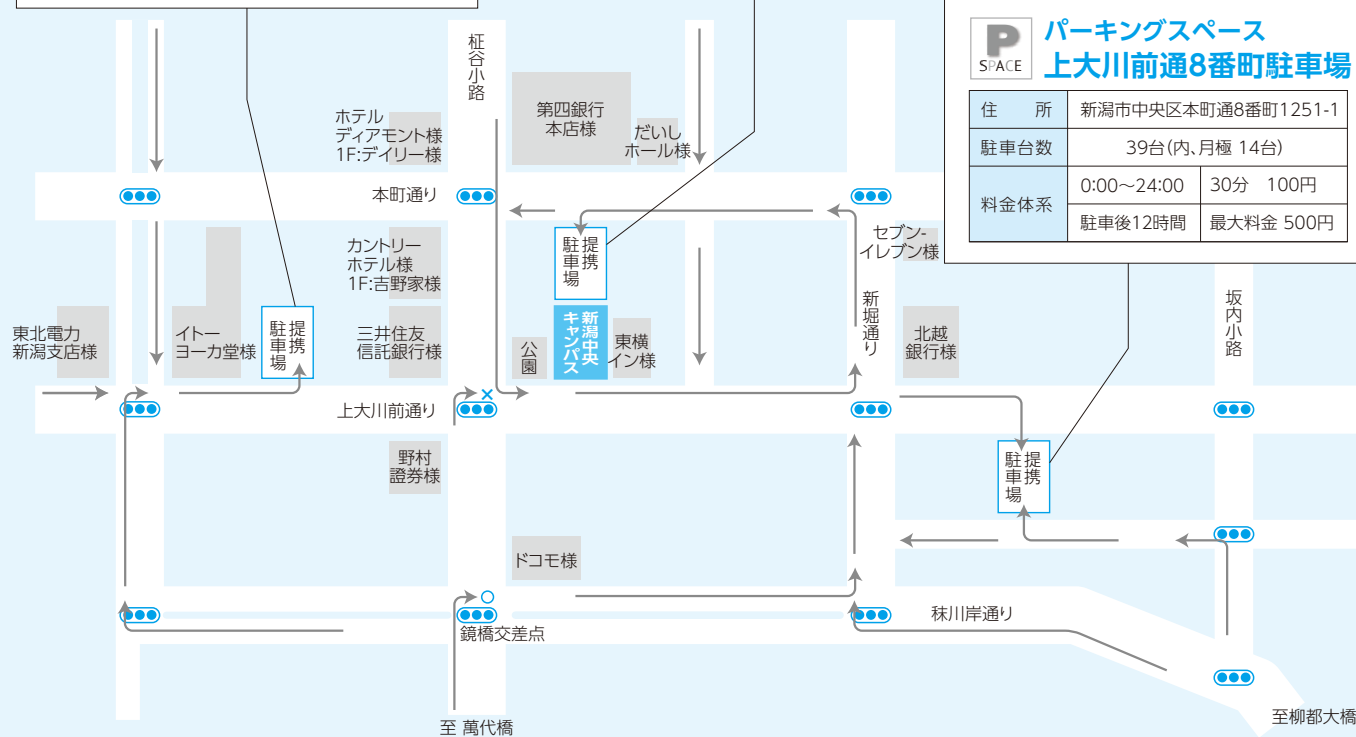 P
SPACE
パーキングスペース
上大川前通8番町駐車場
住　所
新潟市中央区本町通8番町1251-1
駐車台数
39台(内、月極 14台)
料金体系
0:00〜24:00
30分　100円
駐車後12時間
最大料金 500円
柾谷小路
ホテル
ディアモント様
1F:デイリー様
第四銀行
本店様
だいし
ホール様
本町通り
カントリー
ホテル様
1F:吉野家様
提携
駐車場
セブン-
イレブン様
東北電力
新潟支店様
イトー
ヨーカ堂様
提携
駐車場
三井住友
信託銀行様
公園
新潟中央
キャンパス
東横
イン様
新堀通り
北越
銀行様
坂内小路
上大川前通り
野村
證券様
提携
駐車場
ドコモ様
鏡橋交差点
秣川岸通り
至 萬代橋
至柳都大橋